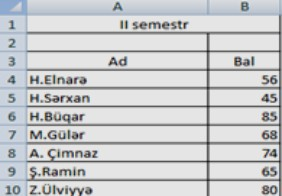 A B
1 II semestr
2
3 Ad Bal
4 H.Elnarə 56
5 H.Sərxan 45
6 H.Büqar 85
7 M.Gülər 68
8 A. Çimnaz 74
9 Ş.Ramin 65
10 Z.Ülviyyə 80